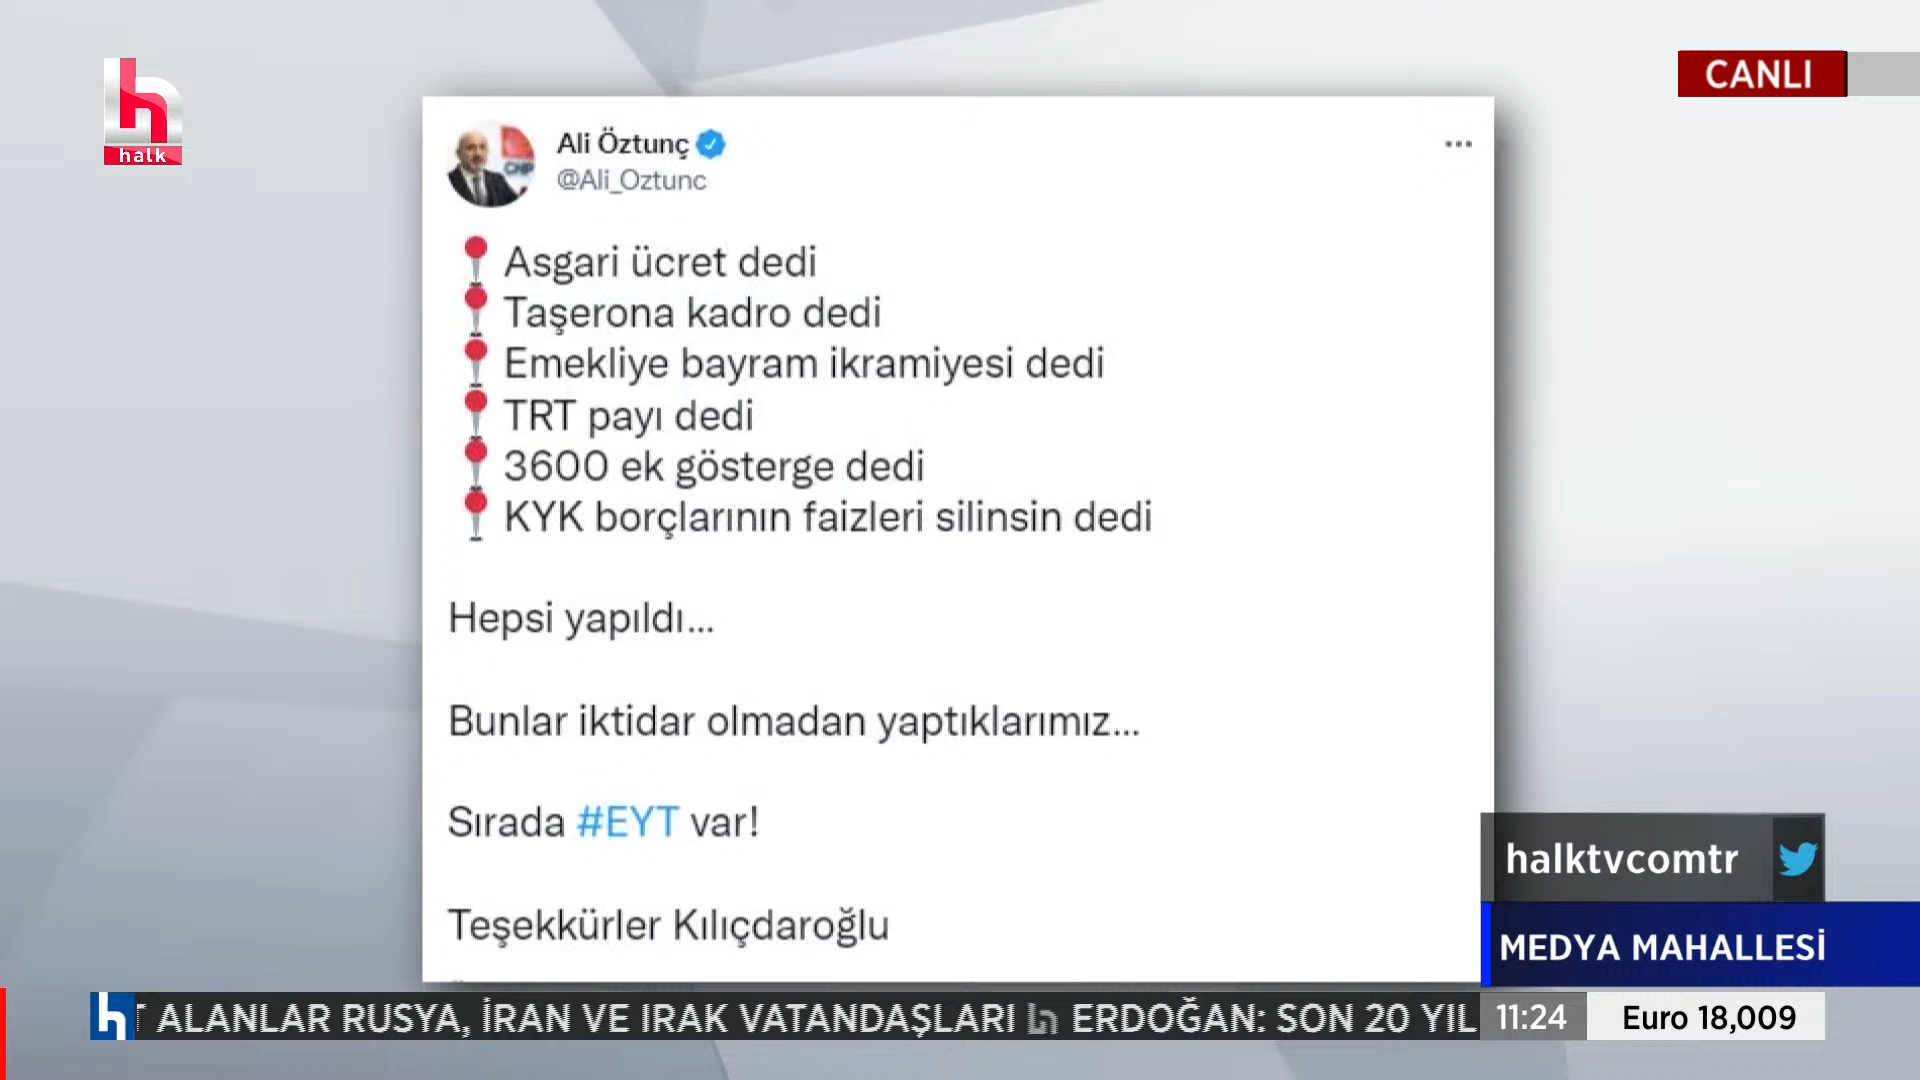 h
halk
CANLI
Ali Öztunç
@Ali_Oztunc
CHP
Asgari ücret dedi
Taşerona kadro dedi
Emekliye bayram ikramiyesi dedi
TRT payı dedi
3600 ek gösterge dedi
KYK borçlarının faizleri silinsin dedi
Hepsi yapıldı...
Bunlar iktidar olmadan yaptıklarımız...
Sırada #EYT var!
Teşekkürler Kılıçdaroğlu
halktvcomtr
MEDYA MAHALLESİ
h ALANLAR RUSYA, İRAN VE IRAK VATANDAŞLARI h ERDOĞAN: SON 20 YIL 11:24 Euro 18,009